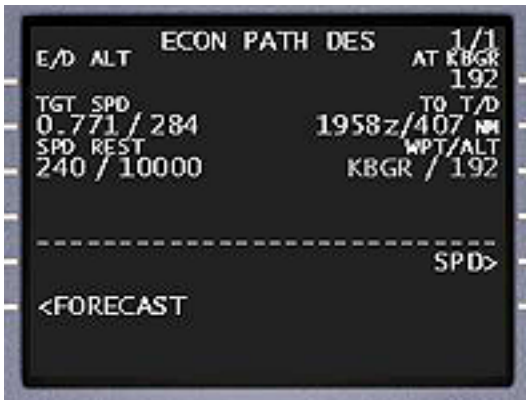 ECON PATH DES 1/1
E/D ALT AT KBGR
192
TGT SPD TO T/D
0.771/284 1958z/407 NM
SPD REST WPT/ALT
240/10000 KBGR/192
--------------------------------
SPD>
<FORECAST